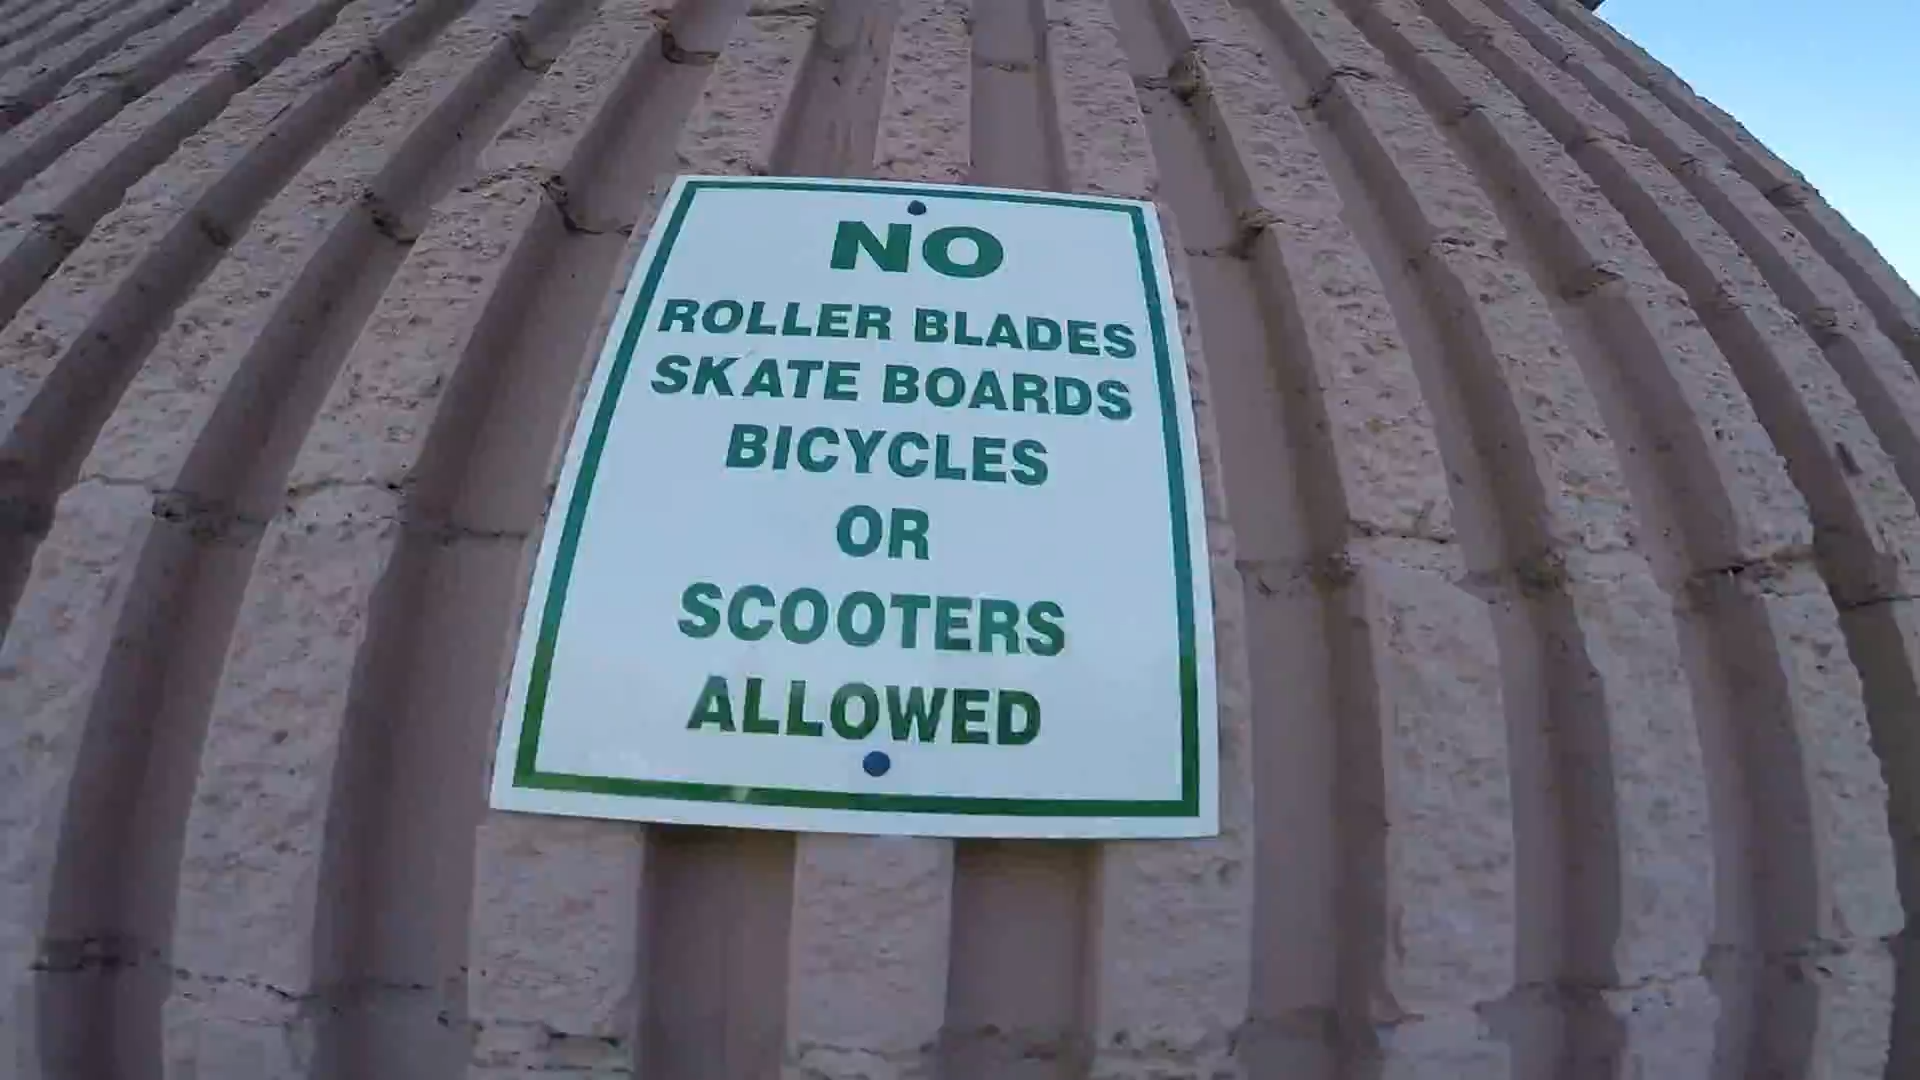 NO
ROLLER BLADES
SKATE BOARDS
BICYCLES
OR
SCOOTERS
ALLOWED